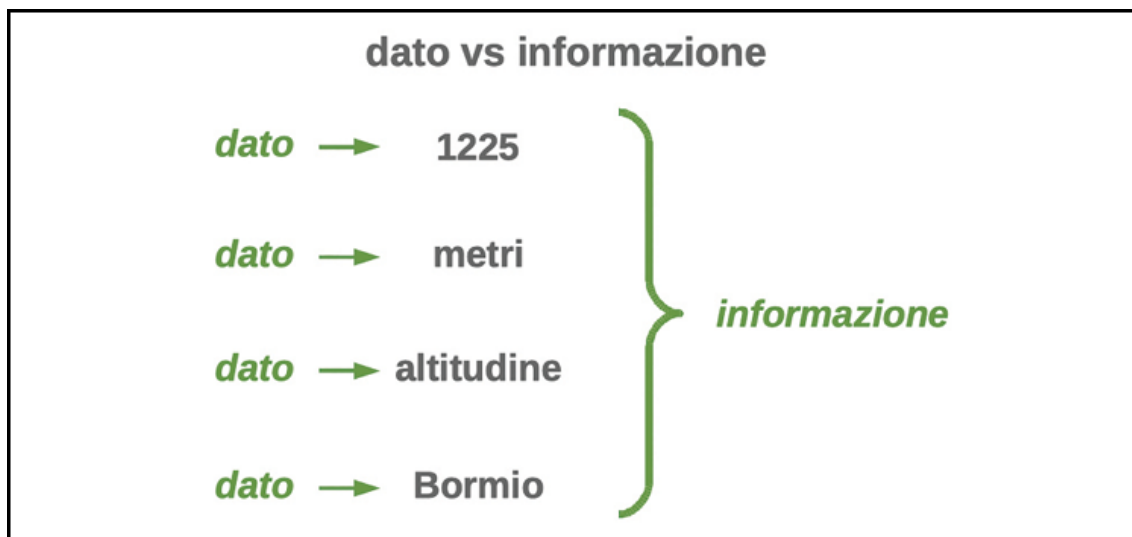 dato vs informazione
dato → 1225
dato → metri
informazione
dato → altitudine
dato → Bormio